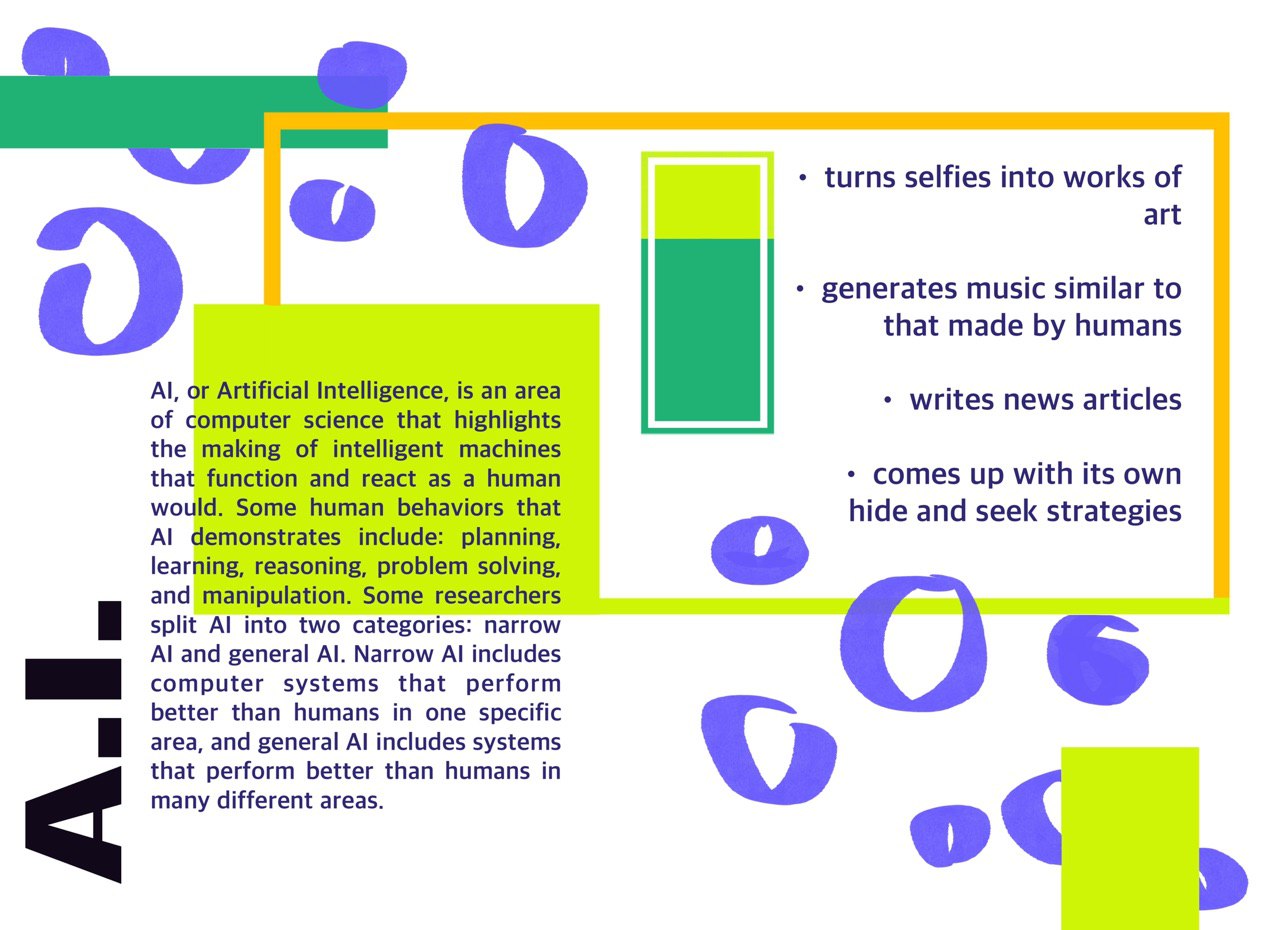 A.I.
AI, or Artificial Intelligence, is an area
of computer science that highlights
the making of intelligent machines
that function and react as a human
would. Some human behaviors that
AI demonstrates include: planning,
learning, reasoning, problem solving,
and manipulation. Some researchers
split AI into two categories: narrow
AI and general AI. Narrow AI includes
computer systems that perform
better than humans in one specific
area, and general AI includes systems
that perform better than humans in
many different areas.
• turns selfies into works of
art
• generates music similar to
that made by humans
• writes news articles
• comes up with its own
hide and seek strategies